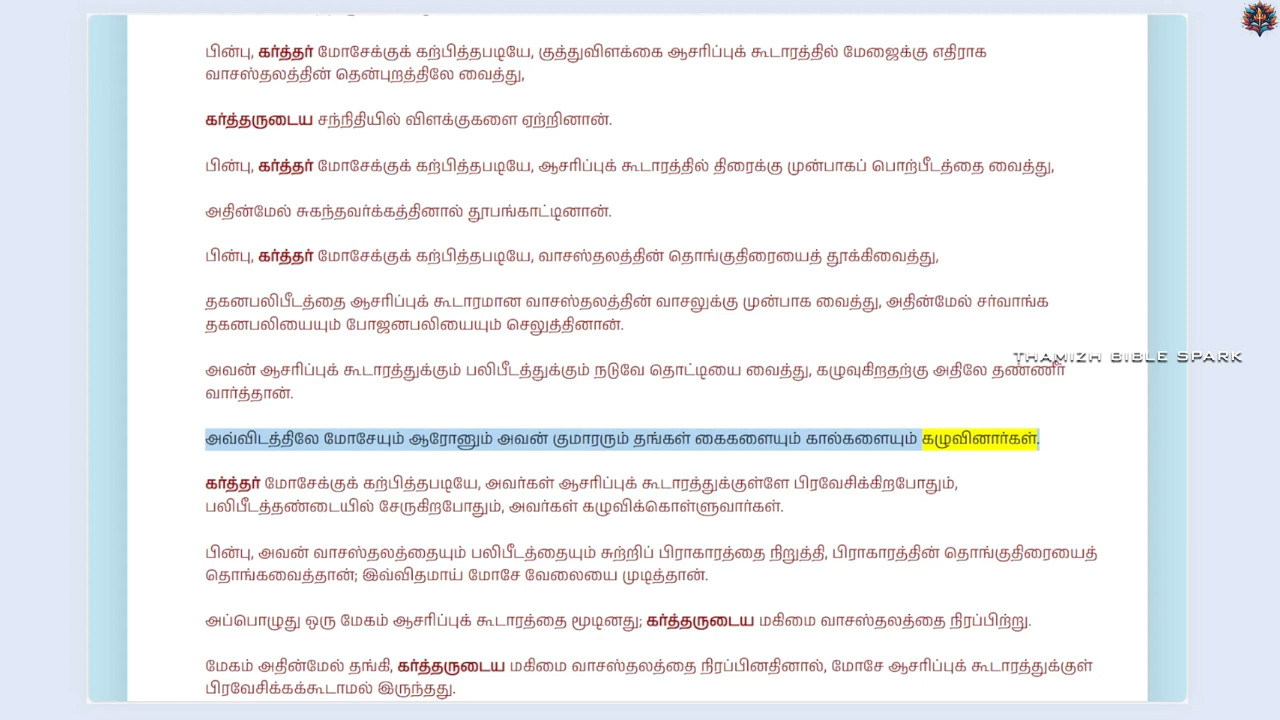 பின்பு, கர்த்தர் மோசேக்குக் கற்பித்தபடியே, குத்துவிளக்கை ஆசரிப்புக் கூடாரத்தில் மேஜைக்கு எதிராக
வாசஸ்தலத்தின் தென்புறத்திலே வைத்து,
கர்த்தருடைய சந்நிதியில் விளக்குகளை ஏற்றினான்.
பின்பு, கர்த்தர் மோசேக்குக் கற்பித்தபடியே, ஆசரிப்புக் கூடாரத்தில் திரைக்கு முன்பாகப் பொற்பீடத்தை வைத்து,
அதின்மேல் சுகந்தவர்க்கத்தினால் தூபங்காட்டினான்.
பின்பு, கர்த்தர் மோசேக்குக் கற்பித்தபடியே, வாசஸ்தலத்தின் தொங்குதிரையைத் தூக்கிவைத்து,
தகனபலிபீடத்தை ஆசரிப்புக் கூடாரமான வாசஸ்தலத்தின் வாசலுக்கு முன்பாக வைத்து, அதின்மேல் சர்வாங்க
தகனபலியையும் போஜனபலியையும் செலுத்தினான்.
THAMIZH BIBLE SPARK
அவன் ஆசரிப்புக் கூடாரத்துக்கும் பலிபீடத்துக்கும் நடுவே தொட்டியை வைத்து, கழுவுகிறதற்கு அதிலே தண்ணீர்
வார்த்தான்.
அவ்விடத்திலே மோசேயும் ஆரோனும் அவன் குமாரரும் தங்கள் கைகளையும் கால்களையும் கழுவினார்கள்.
கர்த்தர் மோசேக்குக் கற்பித்தபடியே, அவர்கள் ஆசரிப்புக் கூடாரத்துக்குள்ளே பிரவேசிக்கிறபோதும்,
பலிபீடத்தண்டையில் சேருகிறபோதும், அவர்கள் கழுவிக்கொள்ளுவார்கள்.
பின்பு, அவன் வாசஸ்தலத்தையும் பலிபீடத்தையும் சுற்றிப் பிராகாரத்தை நிறுத்தி, பிராகாரத்தின் தொங்குதிரையைத்
தொங்கவைத்தான்; இவ்விதமாய் மோசே வேலையை முடித்தான்.
அப்பொழுது ஒரு மேகம் ஆசரிப்புக் கூடாரத்தை மூடினது; கர்த்தருடைய மகிமை வாசஸ்தலத்தை நிரப்பிற்று.
மேகம் அதின்மேல் தங்கி, கர்த்தருடைய மகிமை வாசஸ்தலத்தை நிரப்பினதினால், மோசே ஆசரிப்புக் கூடாரத்துக்குள்
பிரவேசிக்கக்கூடாமல் இருந்தது.